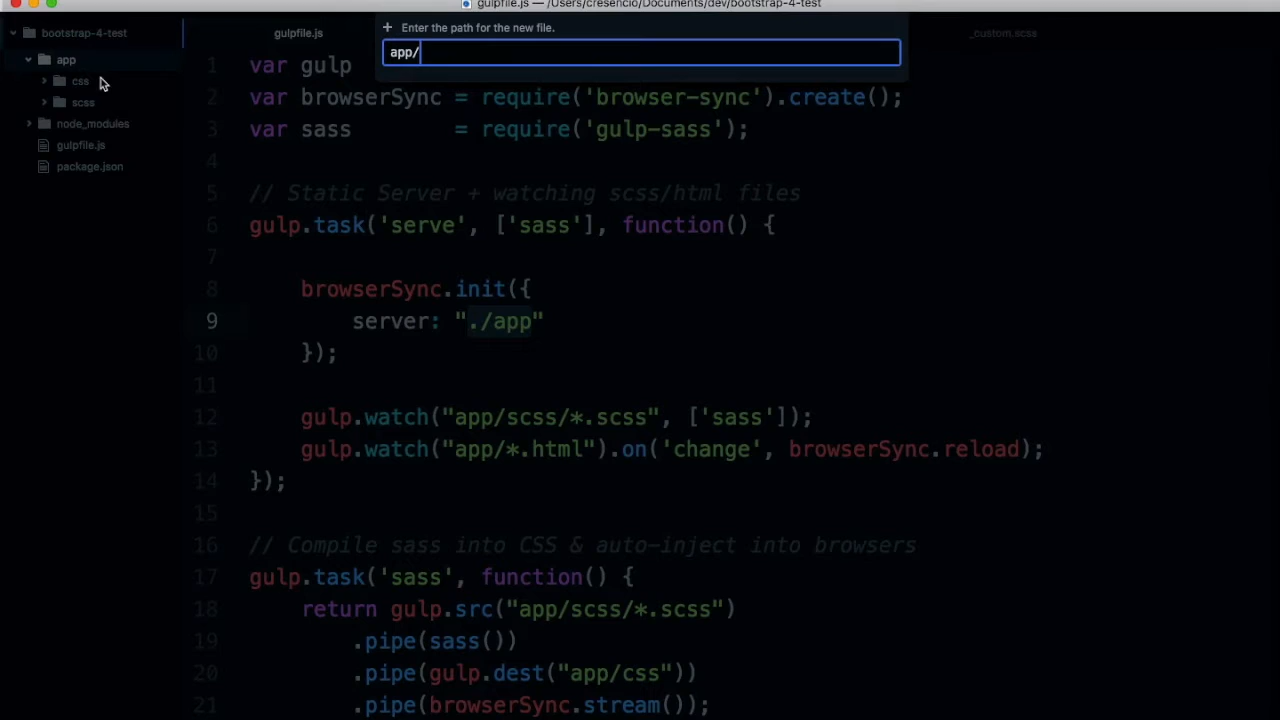 gulpfile.js — /Users/cresencio/Documents/dev/bootstrap-4-test
Enter the path for the new file.
app/
bootstrap-4-test
app
css
scss
node_modules
gulpfile.js
package.json
gulpfile.js
_custom.scss
1 var gulp
2 var browserSync = require('browser-sync').create();
3 var sass        = require('gulp-sass');
4
5 // Static Server + watching scss/html files
6 gulp.task('serve', ['sass'], function() {
7
8     browserSync.init({
9         server: "./app"
10     });
11
12     gulp.watch("app/scss/*.scss", ['sass']);
13     gulp.watch("app/*.html").on('change', browserSync.reload);
14 });
15
16 // Compile sass into CSS & auto-inject into browsers
17 gulp.task('sass', function() {
18     return gulp.src("app/scss/*.scss")
19         .pipe(sass())
20         .pipe(gulp.dest("app/css"))
21         .pipe(browserSync.stream());